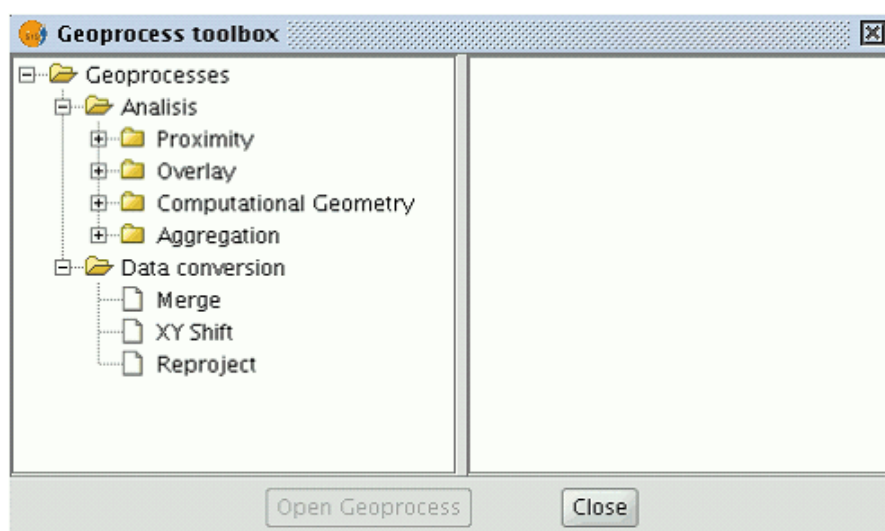 Geoprocess toolbox
Geoprocesses
Analisis
Proximity
Overlay
Computational Geometry
Aggregation
Data conversion
Merge
XY Shift
Reproject
Open Geoprocess
Close